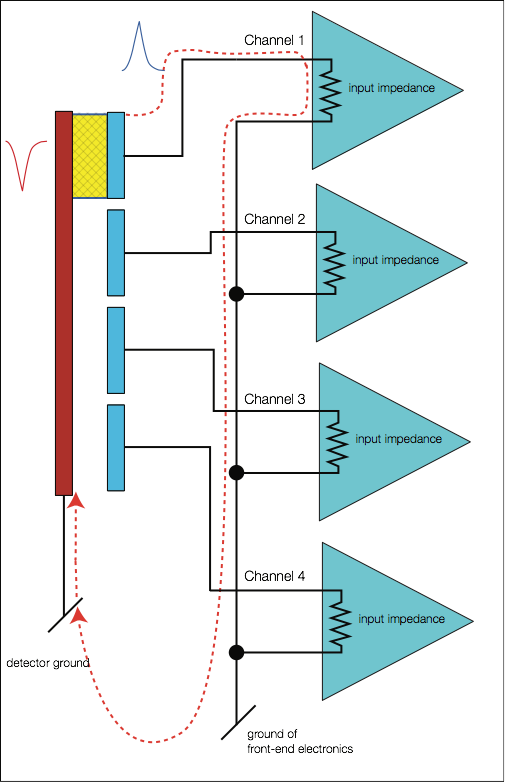 Channel 1
input impedance
Channel 2
input impedance
Channel 3
input impedance
Channel 4
input impedance
detector ground
ground of
front-end electronics